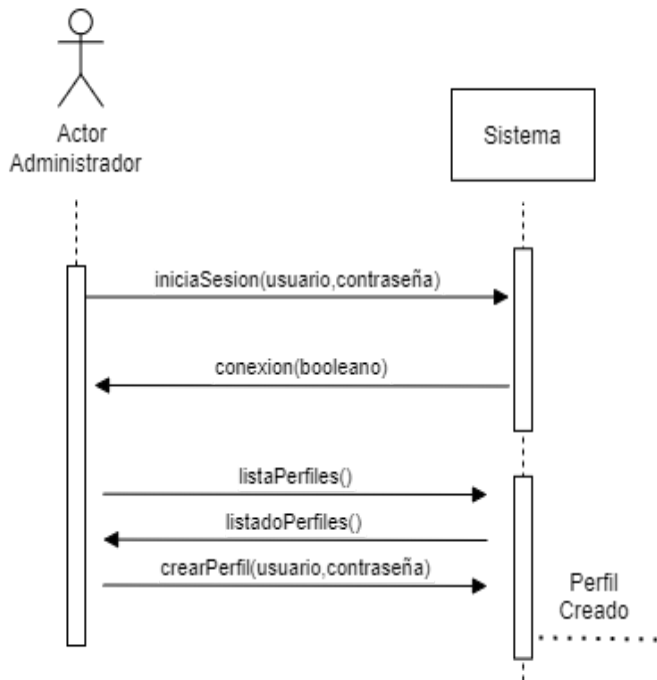 Actor
Administrador
Sistema
iniciaSesion(usuario,contraseña)
conexion(booleano)
listaPerfiles()
listadoPerfiles()
crearPerfil(usuario,contraseña)
Perfil
Creado